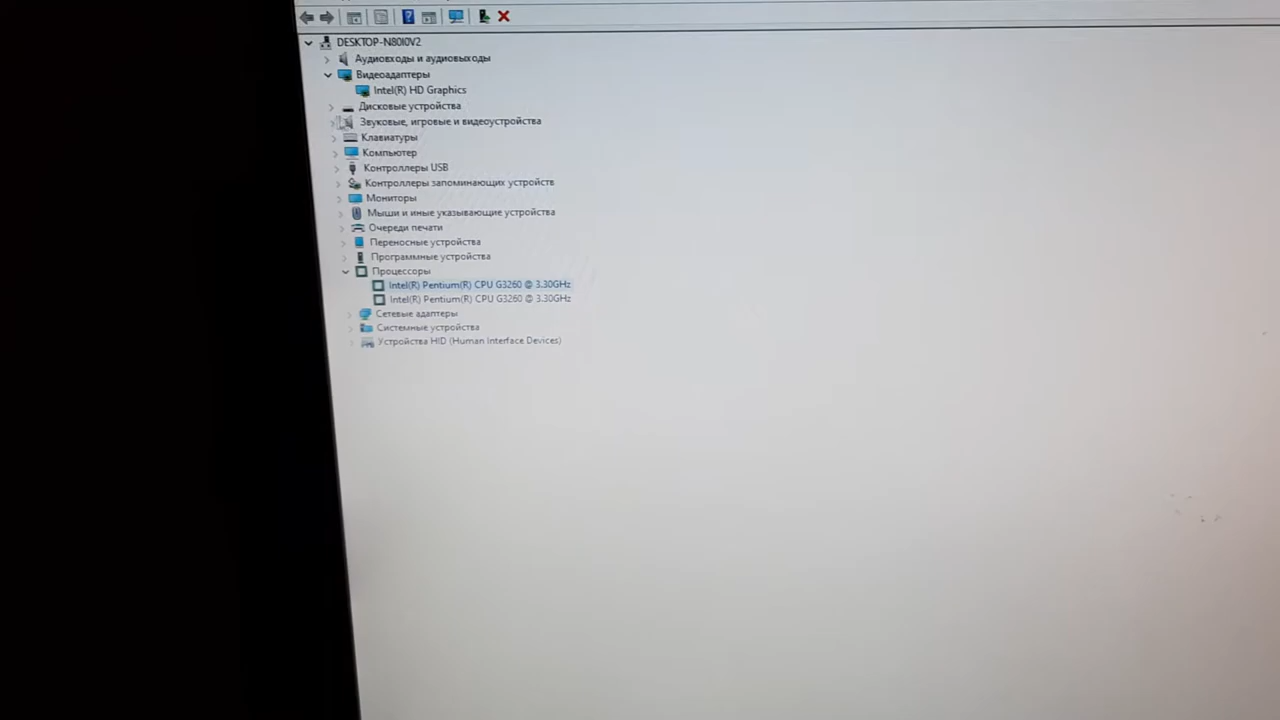 DESKTOP-N80I0V2
Аудиовходы и аудиовыходы
Видеоадаптеры
Intel(R) HD Graphics
Дисковые устройства
Звуковые, игровые и видеоустройства
Клавиатуры
Компьютер
Контроллеры USB
Контроллеры запоминающих устройств
Мониторы
Мыши и иные указывающие устройства
Очереди печати
Переносные устройства
Программные устройства
Процессоры
Intel(R) Pentium(R) CPU G3260 @ 3.30GHz
Intel(R) Pentium(R) CPU G3260 @ 3.30GHz
Сетевые адаптеры
Системные устройства
Устройства HID (Human Interface Devices)